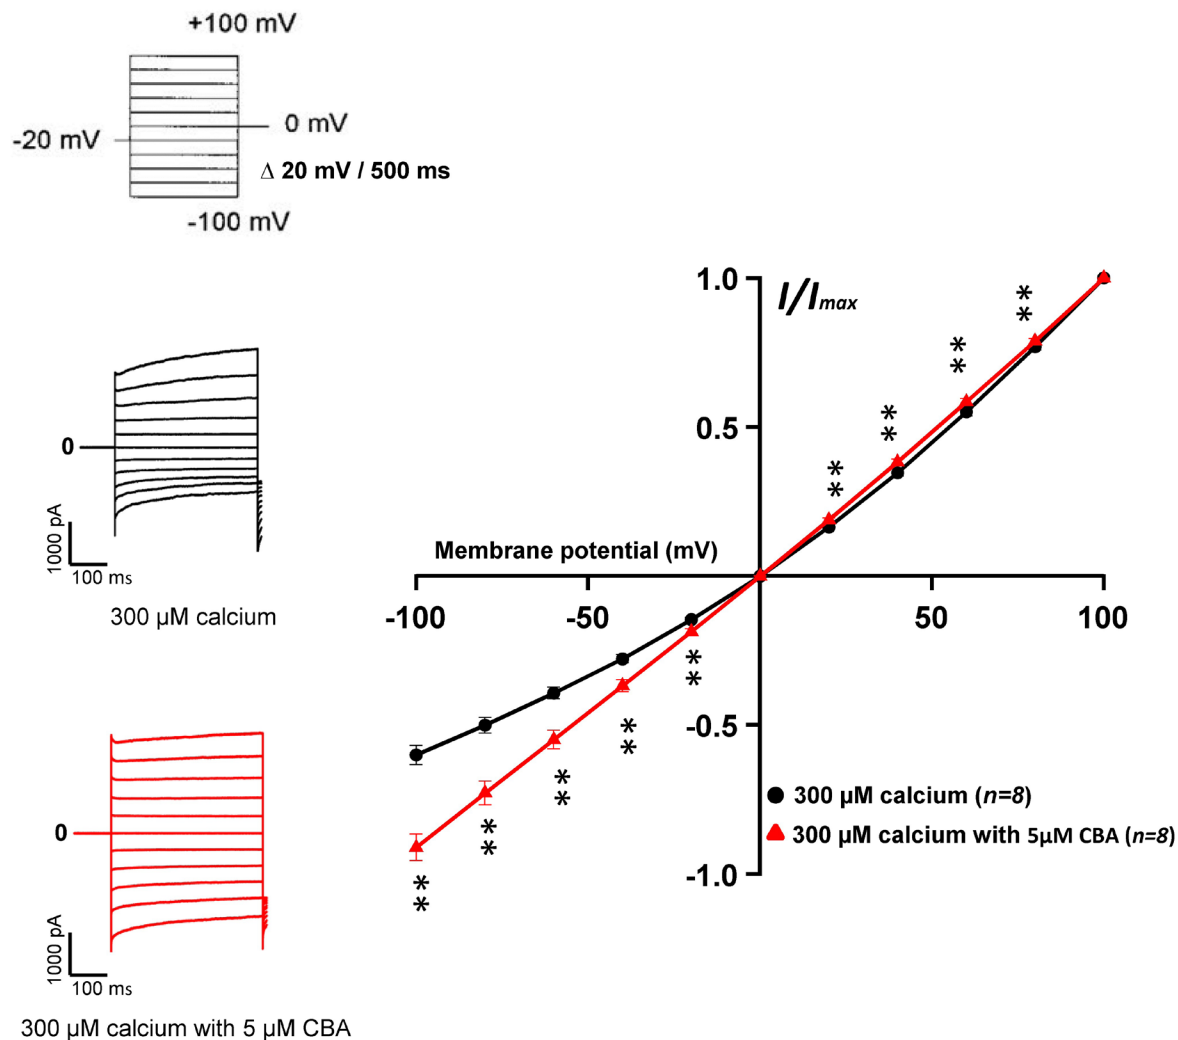 +100 mV
-20 mV
0 mV
Δ 20 mV / 500 ms
-100 mV
0
1000 pA
100 ms
300 µM calcium
0
1000 pA
100 ms
300 µM calcium with 5 µM CBA
1.0
I/Imax
**
**
**
**
0.5
Membrane potential (mV)
-100
-50
50
100
**
**
**
**
**
-0.5
-1.0
300 µM calcium (n=8)
300 µM calcium with 5µM CBA (n=8)